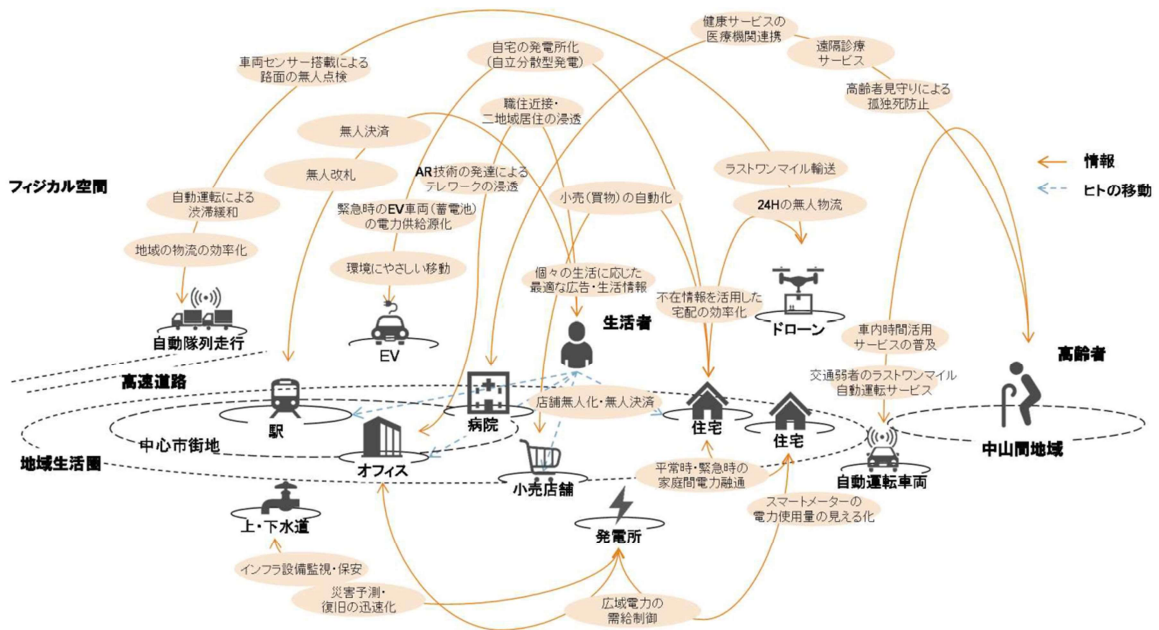 健康サービスの
医療機関連携
自宅の発電所化
(自立分散型発電)
遠隔診療
サービス
車両センサー搭載による
路面の無人点検
高齢者見守りによる
孤独死防止
職住近接・
二地域居住の浸透
無人決済
情報
ヒトの移動
フィジカル空間
無人改札
AR技術の発達による
テレワークの浸透
ラストワンマイル輸送
自動運転による
渋滞緩和
小売(買物)の自動化
24Hの無人物流
緊急時のEV車両(蓄電池)
の電力供給源化
地域の物流の効率化
環境にやさしい移動
個々の生活に応じた
最適な広告・生活情報
不在情報を活用した
宅配の効率化
自動隊列走行
EV
生活者
ドローン
車内時間活用
サービスの普及
高齢者
高速道路
交通弱者のラストワンマイル
自動運転サービス
店舗無人化・無人決済
駅
病院
住宅
住宅
中心市街地
中山間地域
地域生活圏
オフィス
小売店舗
平常時・緊急時の
家庭間電力融通
自動運転車両
スマートメーターの
電力使用量の見える化
上・下水道
発電所
インフラ設備監視・保安
災害予測・
復旧の迅速化
広域電力の
需給制御